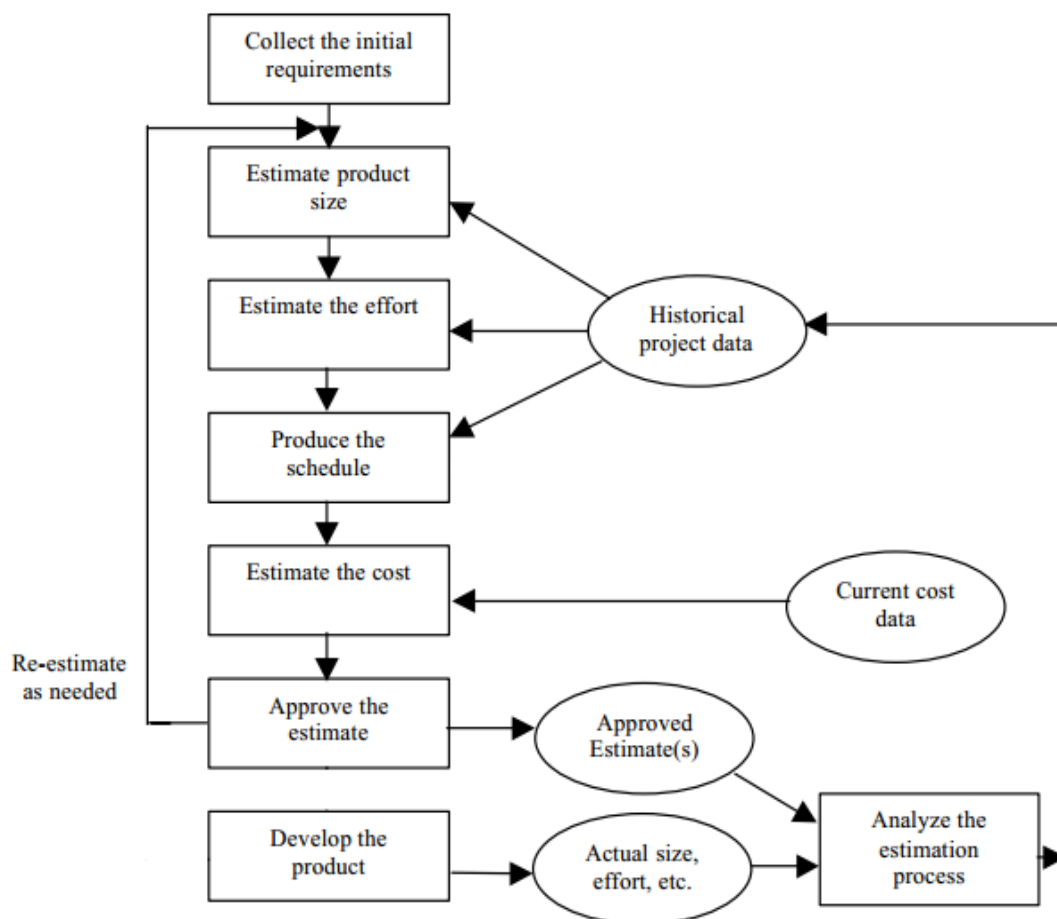 Collect the initial
requirements
Estimate product
size
Estimate the effort
Historical
project data
Produce the
schedule
Estimate the cost
Current cost
data
Re-estimate
as needed
Approve the
estimate
Approved
Estimate(s)
Develop the
product
Actual size,
effort, etc.
Analyze the
estimation
process